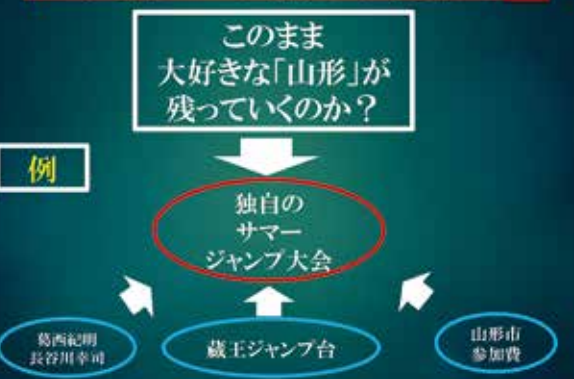 このまま
大好きな「山形」が
残っていくのか？
例
独自の
サマー
ジャンプ大会
葛西紀明
長谷川幸司
蔵王ジャンプ台
山形市
参加費